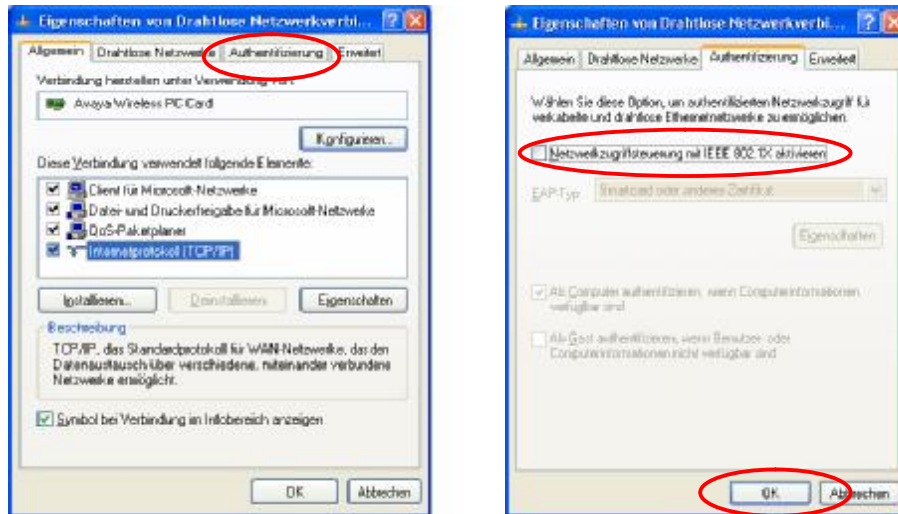 Eigenschaften von Drahtlose Netzwerkverbi...
Allgemein Drahtlose Netzwerke Authentifizierung Erweitert
Verbindung herstellen unter Verwendung von:
Avaya Wireless PC Card
Konfigurieren...
Diese Verbindung verwendet folgende Elemente:
Client für Microsoft-Netzwerke
Datei- und Druckerfreigabe für Microsoft-Netzwerke
QoS-Paketplaner
Internetprotokoll (TCP/IP)
Installieren... Deinstallieren Eigenschaften
Beschreibung
TCP/IP, das Standardprotokoll für WAN-Netzwerke, das den
Datenaustausch über verschiedene, miteinander verbundene
Netzwerke ermöglicht.
Symbol bei Verbindung im Infobereich anzeigen
OK Abbrechen
Eigenschaften von Drahtlose Netzwerkverbi...
Allgemein Drahtlose Netzwerke Authentifizierung Erweitert
Wählen Sie diese Option, um authentifizierten Netzwerkzugriff für
verkabelte und drahtlose Ethernetnetzwerke zu ermöglichen.
Netzwerkzugriffsteuerung mit IEEE 802.1X aktivieren
EAP-Typ: Smartcard oder anderes Zertifikat
Eigenschaften
Als Computer authentifizieren, wenn Computerinformationen
verfügbar sind
Als Gast authentifizieren, wenn Benutzer- oder
Computerinformationen nicht verfügbar sind
OK Abbrechen